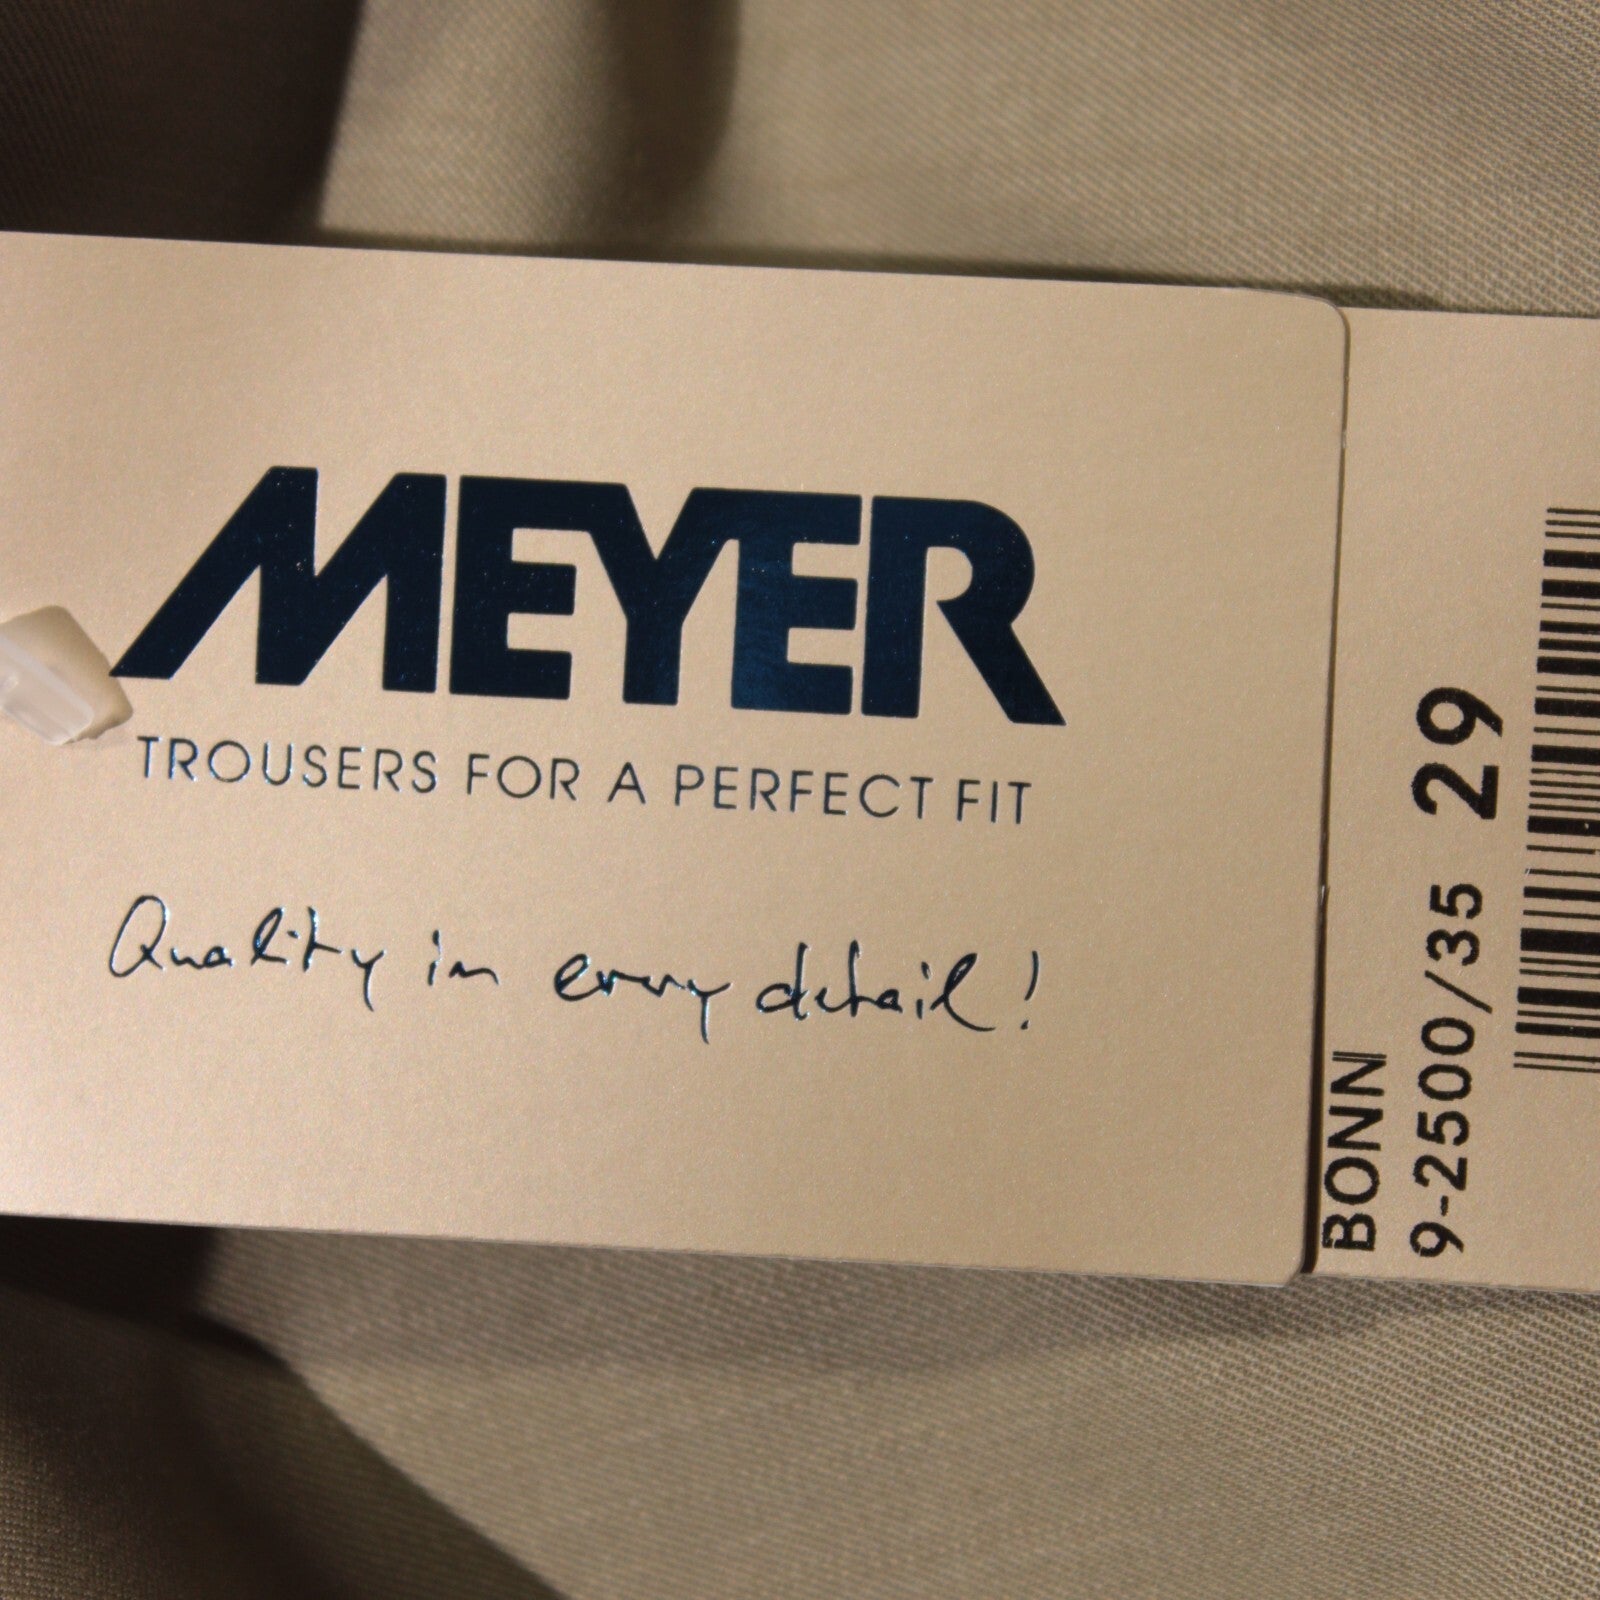 MEYER
TROUSERS FOR A PERFECT FIT
Quality in every detail!
BONN
9-2500/35 29